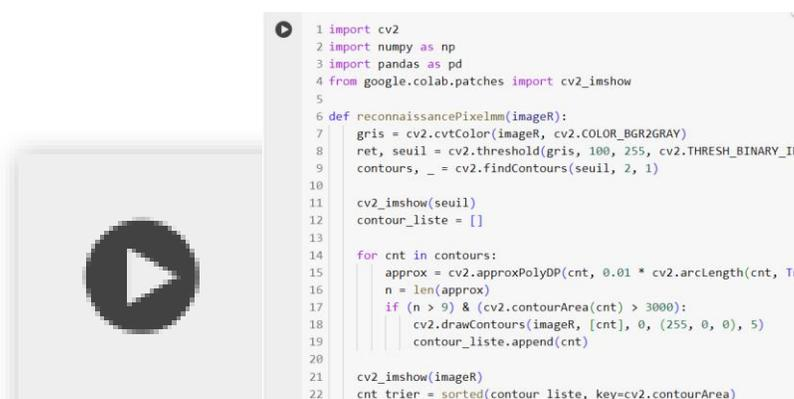 1 import cv2
2 import numpy as np
3 import pandas as pd
4 from google.colab.patches import cv2_imshow
5
6 def reconnaissancePixelmm(imageR):
7     gris = cv2.cvtColor(imageR, cv2.COLOR_BGR2GRAY)
8     ret, seuil = cv2.threshold(gris, 100, 255, cv2.THRESH_BINARY_I
9     contours, _ = cv2.findContours(seuil, 2, 1)
10
11     cv2_imshow(seuil)
12     contour_liste = []
13
14     for cnt in contours:
15         approx = cv2.approxPolyDP(cnt, 0.01 * cv2.arcLength(cnt, T
16         n = len(approx)
17         if (n > 9) & (cv2.contourArea(cnt) > 3000):
18             cv2.drawContours(imageR, [cnt], 0, (255, 0, 0), 5)
19             contour_liste.append(cnt)
20
21     cv2_imshow(imageR)
22     cnt_trier = sorted(contour_liste, key=cv2.contourArea)